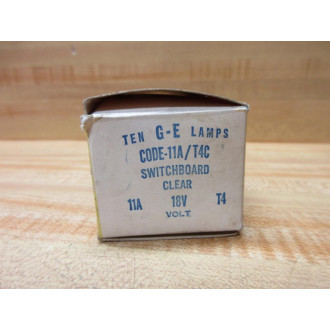 TEN G-E LAMPS
CODE-11A/T4C
SWITCHBOARD
CLEAR
11A 18V T4
VOLT.